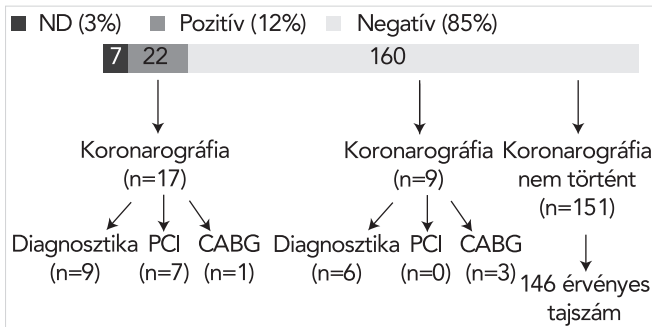 ND (3%) Pozitív (12%) Negatív (85%)
7 22 160
Koronarográfia
(n=17)
Koronarográfia
(n=9)
Koronarográfia
nem történt
(n=151)
Diagnosztika
(n=9)
PCI
(n=7)
CABG
(n=1)
Diagnosztika
(n=6)
PCI
(n=0)
CABG
(n=3)
146 érvényes
tajszám